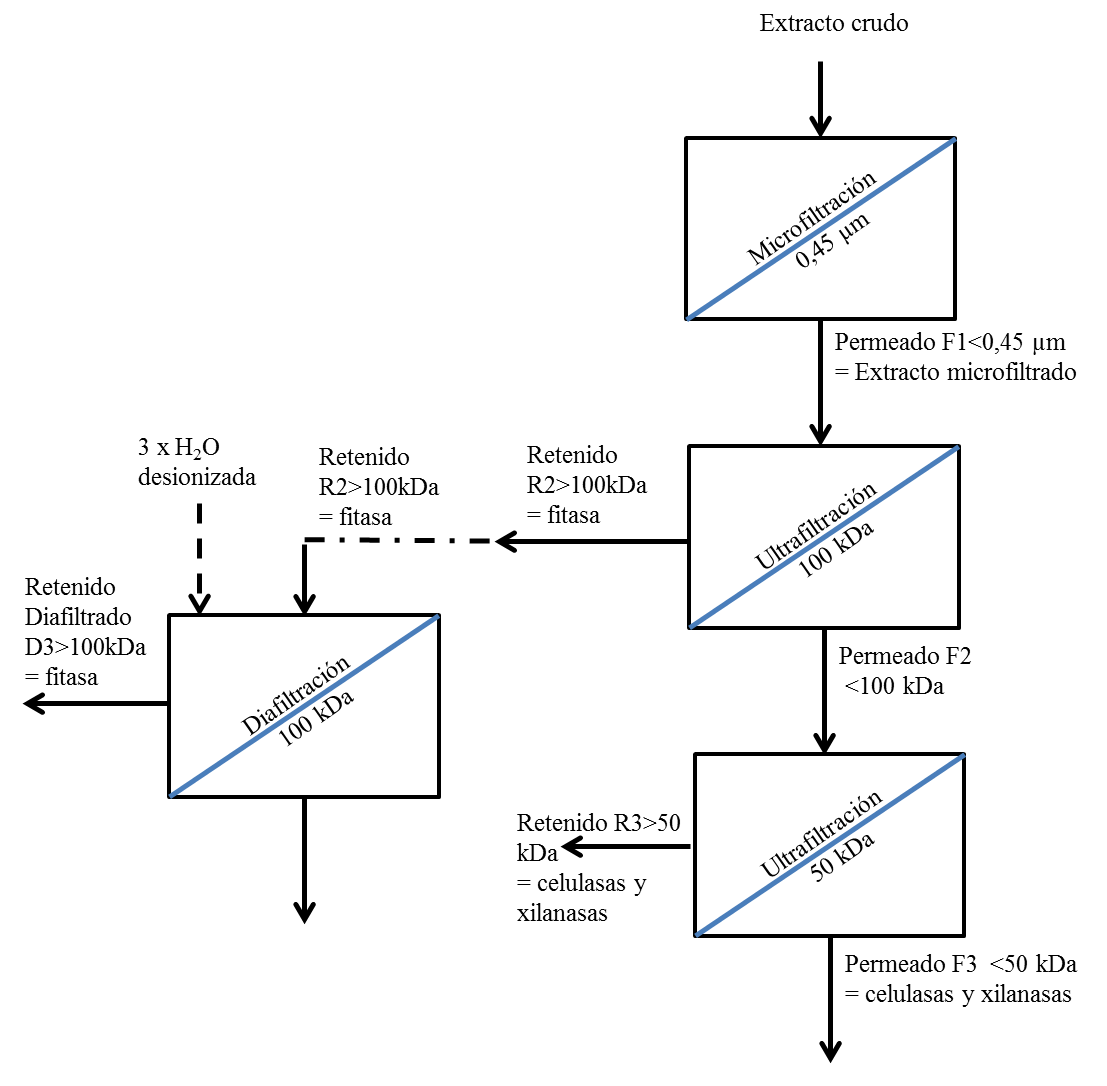 Extracto crudo
Microfiltración
0,45 µm
Permeado F1<0,45 µm
= Extracto microfiltrado
3 x H₂O
desionizada
Retenido
R2>100kDa
= fitasa
Retenido
R2>100kDa
= fitasa
Ultrafiltración
100 kDa
Retenido
Diafiltrado
D3>100kDa
= fitasa
Diafiltración
100 kDa
Permeado F2
<100 kDa
Retenido R3>50
kDa
= celulasas y
xilanasas
Ultrafiltración
50 kDa
Permeado F3 <50 kDa
= celulasas y xilanasas